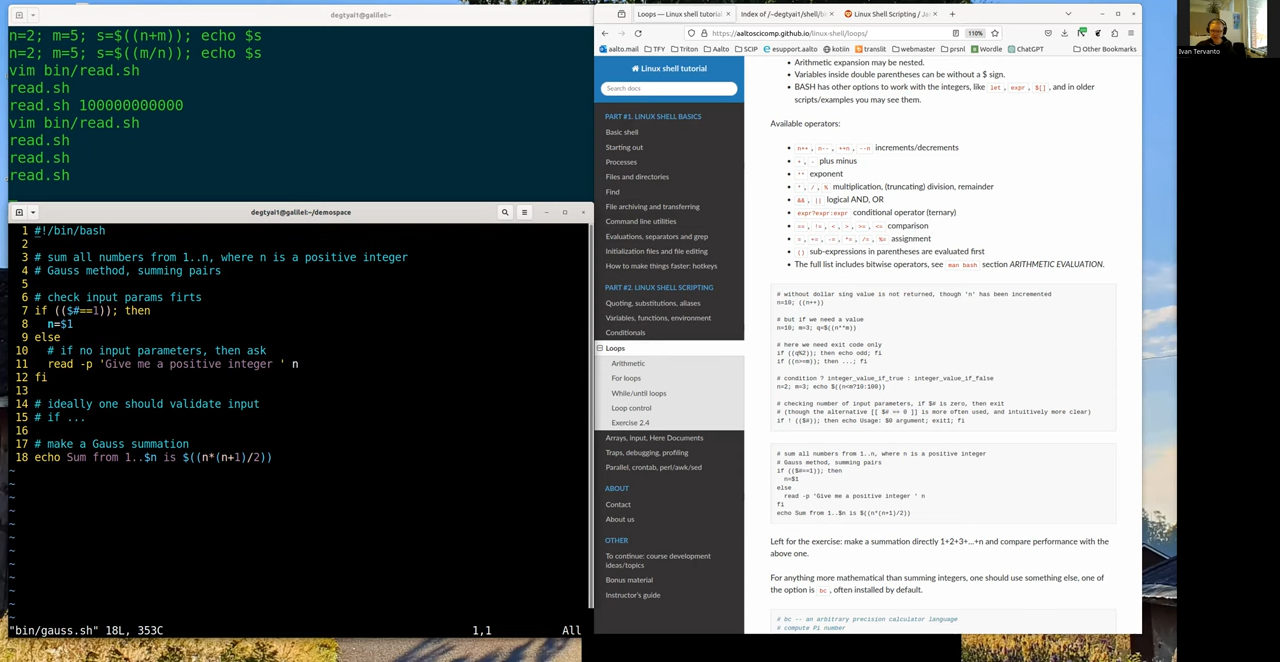 degtyai1@galilei:~
n=2; m=5; s=$((n+m)); echo $s
n=2; m=5; s=$((m/n)); echo $s
vim bin/read.sh
read.sh
read.sh 100000000000
vim bin/read.sh
read.sh
read.sh
read.sh
degtyai1@galilei:~/demospace
1 #!/bin/bash
2
3 # sum all numbers from 1..n, where n is a positive integer
4 # Gauss method, summing pairs
5
6 # check input params firts
7 if (($#==1)); then
8   n=$1
9 else
10   # if no input parameters, then ask
11   read -p 'Give me a positive integer ' n
12 fi
13
14 # ideally one should validate input
15 # if ...
16
17 # make a Gauss summation
18 echo Sum from 1..$n is $((n*(n+1)/2))
~
~
~
~
~
~
~
~
~
~
~
"bin/gauss.sh" 18L, 353C 1,1 All
Loops — Linux shell tutorial
Index of /~degtyai1/shell/
Linux Shell Scripting /
https://aaltoscicomp.github.io/linux-shell/loops/ 110%
aalto.mail TFY Triton Aalto SCIP esupport.aalto kotiin translit webmaster prsnl Wordle ChatGPT Other Bookmarks
Linux shell tutorial
Search docs
PART #1. LINUX SHELL BASICS
Basic shell
Starting out
Processes
Files and directories
Find
File archiving and transferring
Command line utilities
Evaluations, separators and grep
Initialization files and file editing
How to make things faster: hotkeys
PART #2. LINUX SHELL SCRIPTING
Quoting, substitutions, aliases
Variables, functions, environment
Conditionals
Loops
Arithmetic
For loops
While/until loops
Loop control
Exercise 2.4
Arrays, input, Here Documents
Traps, debugging, profiling
Parallel, crontab, perl/awk/sed
ABOUT
Contact
About us
OTHER
To continue: course development
ideas/topics
Bonus material
Instructor's guide
• Arithmetic expansion may be nested.
• Variables inside double parentheses can be without a $ sign.
• BASH has other options to work with the integers, like let, expr, $[], and in older
scripts/examples you may see them.
Available operators:
• n++, n--, ++n, --n increments/decrements
• +, - plus minus
• ** exponent
• *, /, % multiplication, (truncating) division, remainder
• &&, || logical AND, OR
• expr?expr:expr conditional operator (ternary)
• ==, !=, <, >, >=, <= comparison
• =, +=, -=, *=, /=, %= assignment
• () sub-expressions in parentheses are evaluated first
• The full list includes bitwise operators, see man bash section ARITHMETIC EVALUATION.
# without dollar sing value is not returned, though 'n' has been incremented
n=10; ((n++))
# but if we need a value
n=10; m=3; q=$((n**m))
# here we need exit code only
if ((q%2)); then echo odd; fi
if ((n>=m)); then ...; fi
# condition ? integer_value_if_true : integer_value_if_false
n=2; m=3; echo $((n<m?10:100))
# checking number of input parameters, if $# is zero, then exit
# (though the alternative [[ $# == 0 ]] is more often used, and intuitively more clear)
if ! (($#)); then echo Usage: $0 argument; exit1; fi
# sum all numbers from 1..n, where n is a positive integer
# Gauss method, summing pairs
if (($#==1)); then
n=$1
else
read -p 'Give me a positive integer ' n
fi
echo Sum from 1..$n is $((n*(n+1)/2))
Left for the exercise: make a summation directly 1+2+3+...+n and compare performance with the
above one.
For anything more mathematical than summing integers, one should use something else, one of
the option is bc, often installed by default.
# bc -- an arbitrary precision calculator language
# compute Pi number
Ivan Tervanto